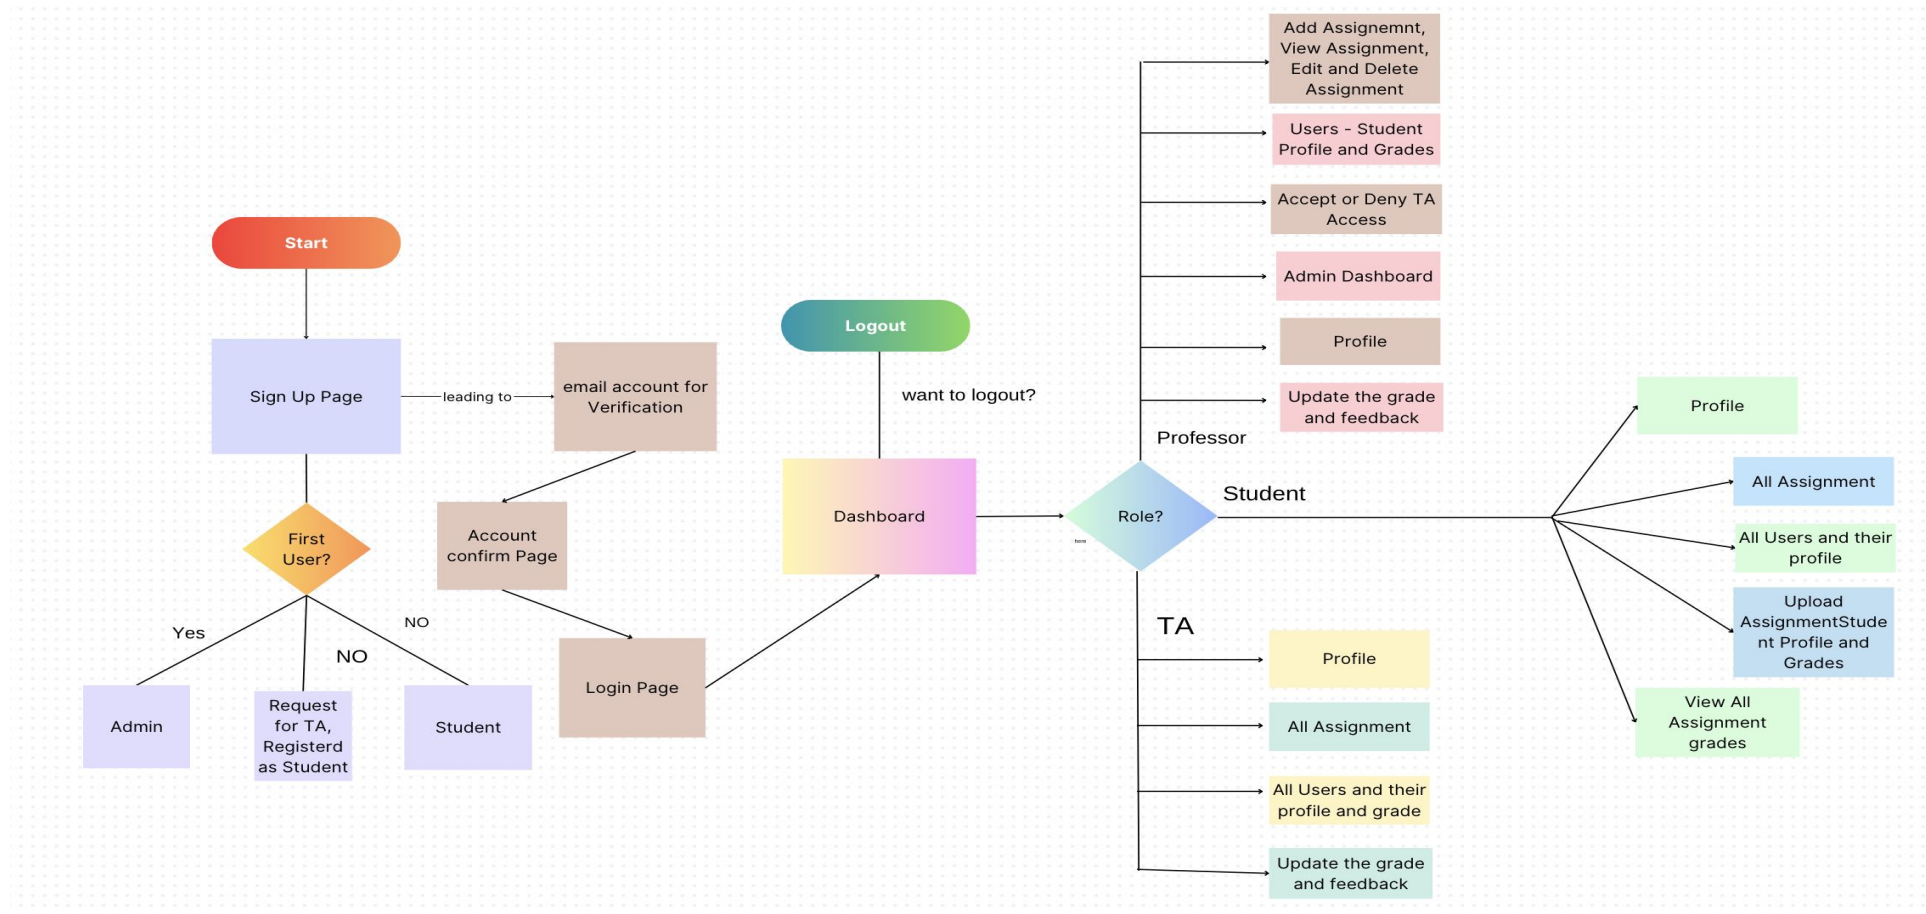 Start
Sign Up Page
leading to
email account for
Verification
First
User?
Yes
NO
NO
Admin
Request
for TA,
Registerd
as Student
Student
Account
confirm Page
Login Page
Logout
want to logout?
Dashboard
Role?
here
Professor
Add Assignemnt,
View Assignment,
Edit and Delete
Assignment
Users - Student
Profile and Grades
Accept or Deny TA
Access
Admin Dashboard
Profile
Update the grade
and feedback
Student
Profile
All Assignment
All Users and their
profile
Upload
AssignmentStude
nt Profile and
Grades
View All
Assignment
grades
TA
Profile
All Assignment
All Users and their
profile and grade
Update the grade
and feedback